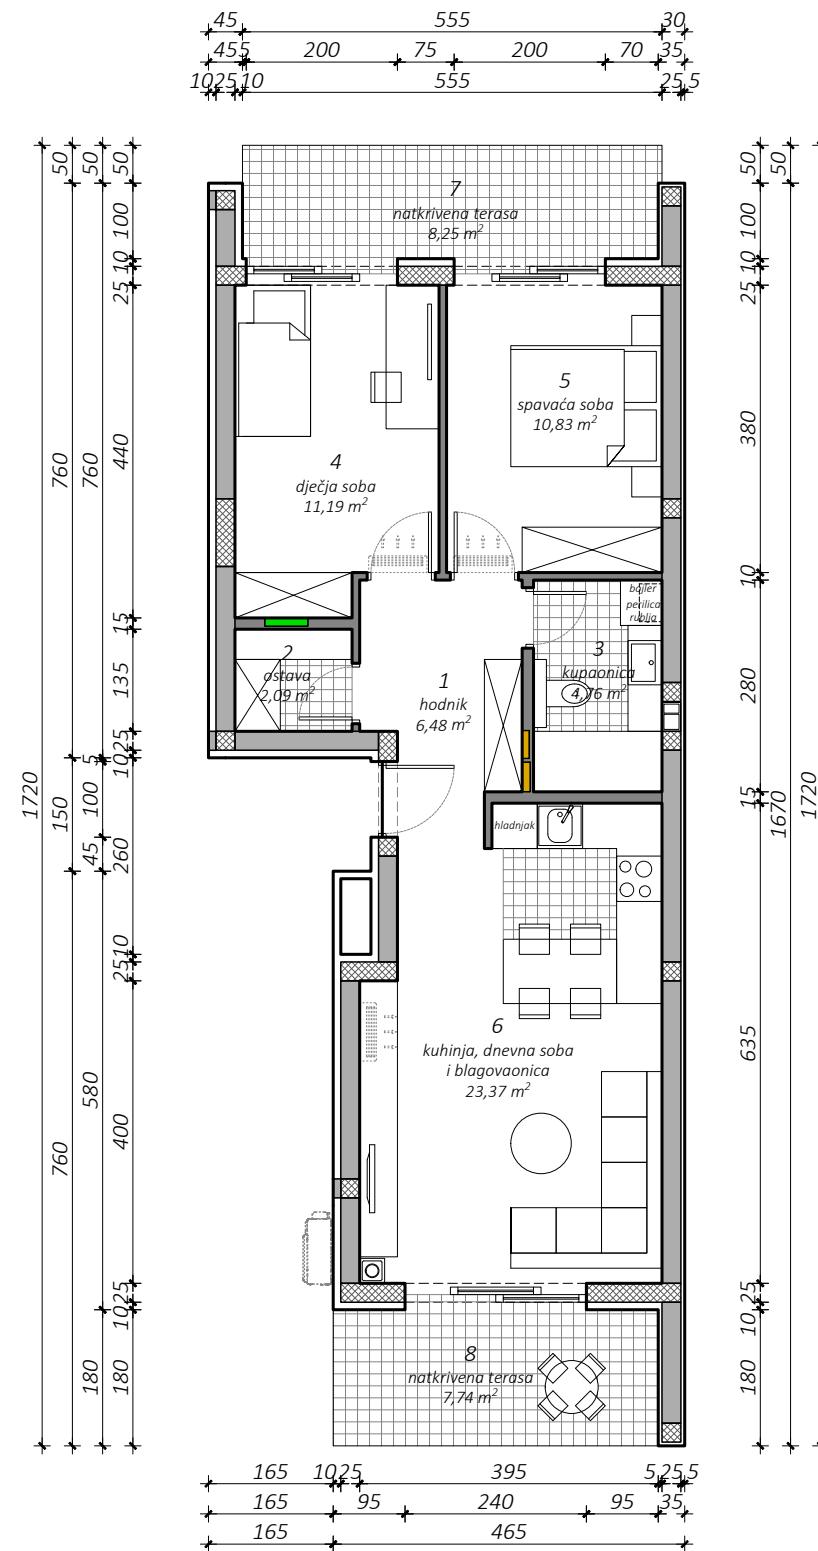 45 555 30
45 5 200 75 200 70 35
10 25 10 555 25 5
50 50 50 50 50
7
natkrivena terasa
8,25 m²
100 100
10 10
25 25
5
spavaća soba
10,83 m²
4
dječja soba
11,19 m²
760 760 440 380
10
bojler
perilica
rublja
15
2
ostava
2,09 m²
1
hodnik
6,48 m²
3
kupaonica
4,76 m²
135 280
10 25
5
1720 150 100 260 15 1670 1720
45
hladnjak
25 10
6
kuhinja, dnevna soba
i blagovaonica
23,37 m²
635
760 580 400
10 25 10 25
8
natkrivena terasa
7,74 m²
180 180 180
165 10 25 395 5 25 5
165 95 240 95 35
165 465